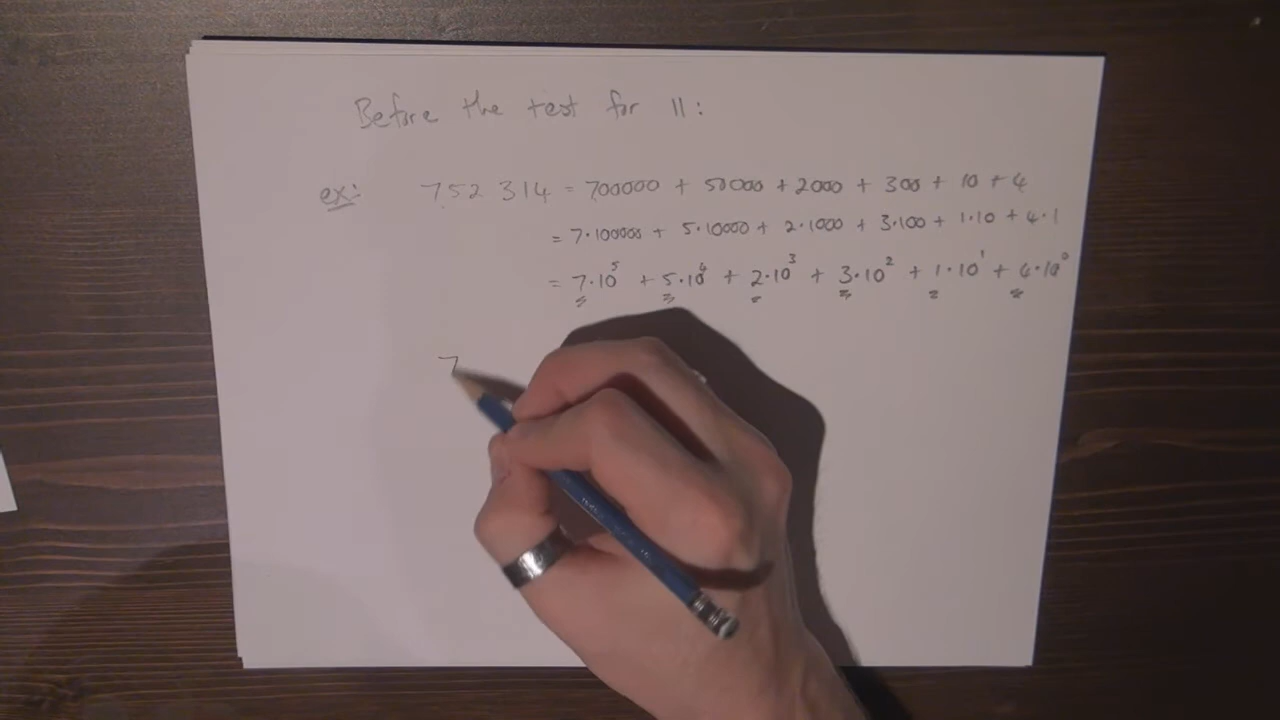 Before the test for 11:
ex: 752 314 = 700000 + 50000 + 2000 + 300 + 10 + 4
= 7·100000 + 5·10000 + 2·1000 + 3·100 + 1·10 + 4·1
= 7·10⁵ + 5·10⁴ + 2·10³ + 3·10² + 1·10¹ + 4·10⁰
7